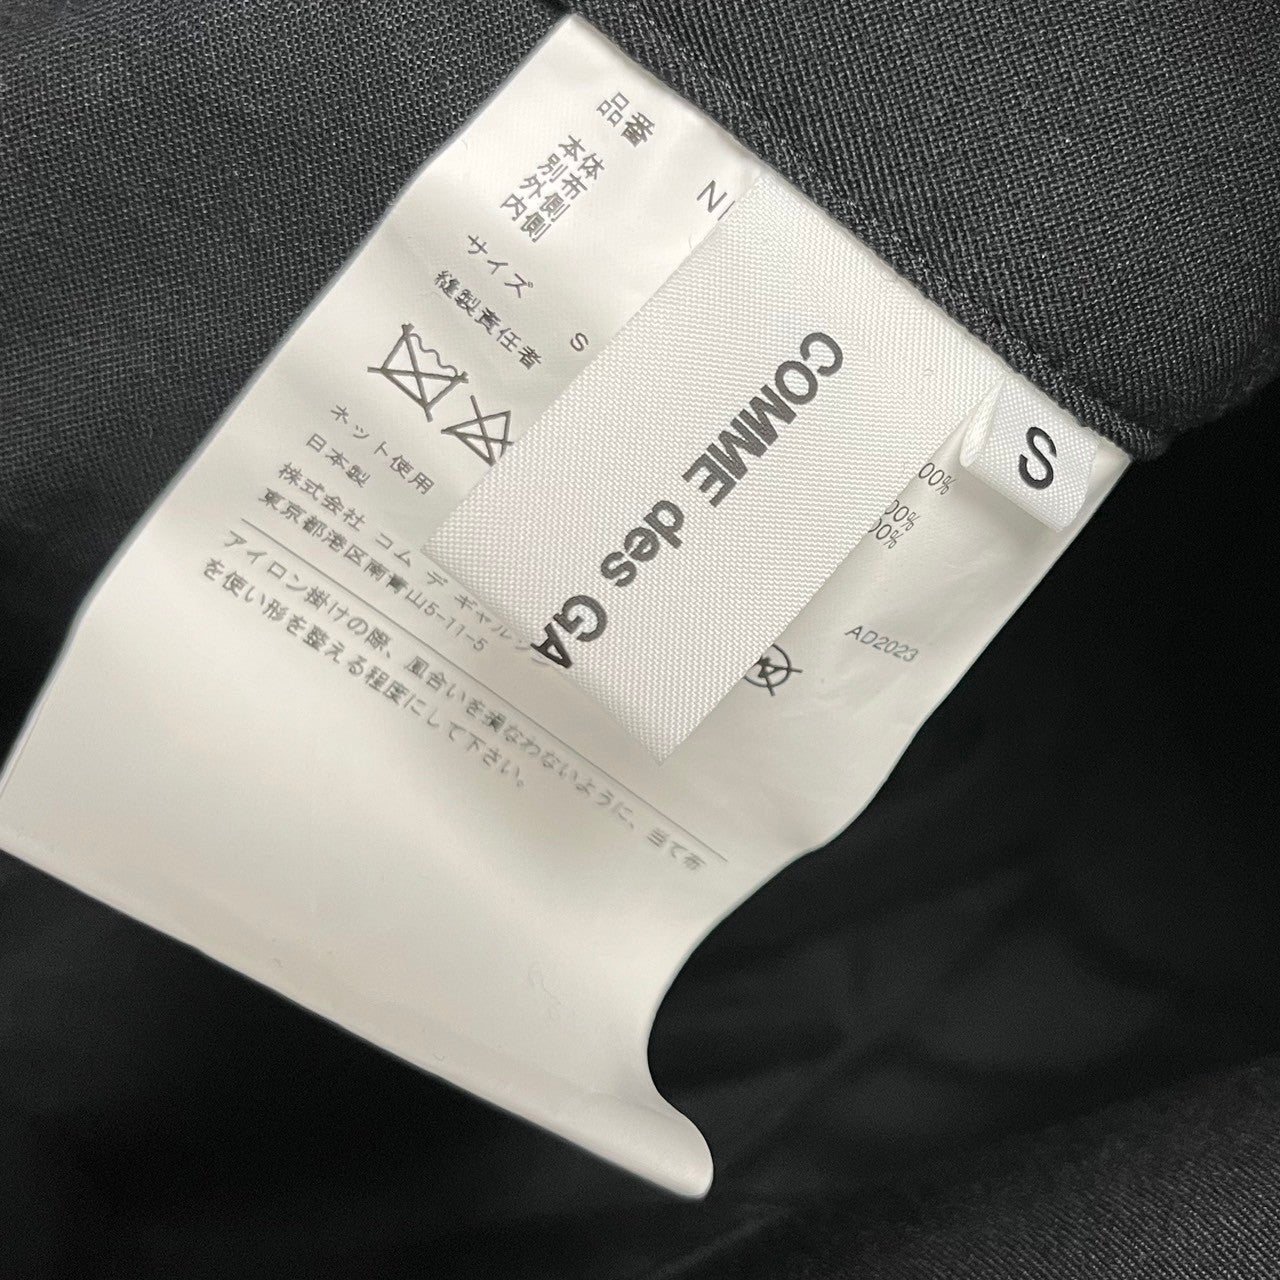 品番 N
本体 00%
別布
外側 00%
内側 00%
サイズ S
縫製責任者
AD2023
ネット使用
日本製
株式会社 コム デ ギャルソン
東京都港区南青山5-11-5
アイロン掛けの際、風合いを損なわないように、当て布
を使い形を整える程度にして下さい。
COMME des GA
S